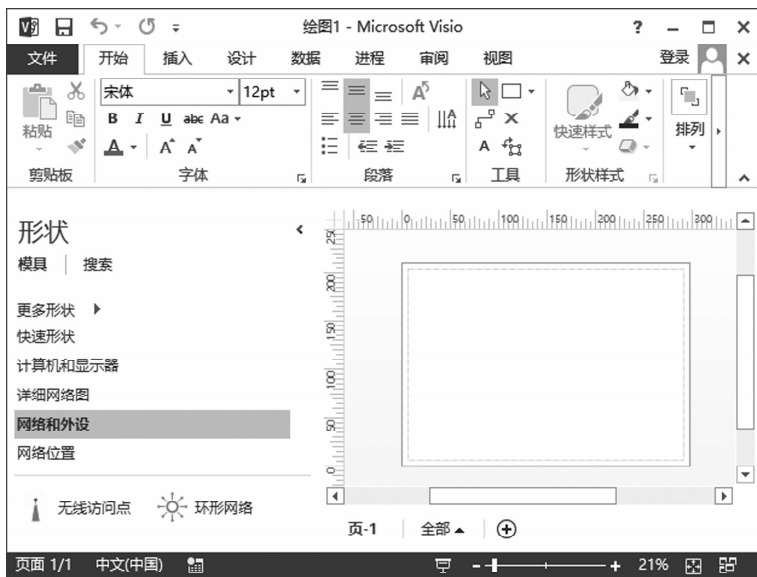 绘图1 - Microsoft Visio ?
文件 开始 插入 设计 数据 进程 审阅 视图 登录
宋体 12pt
粘贴 B I U abc Aa 快速样式 排列
A A A A
剪贴板 字体 段落 工具 形状样式
形状
模具 搜索
更多形状
快速形状
计算机和显示器
详细网络图
网络和外设
网络位置
无线访问点 环形网络
-50 0 50 100 150 200 250 300
250
200
150
100
50
0
页-1 全部
页面 1/1 中文(中国) 21%